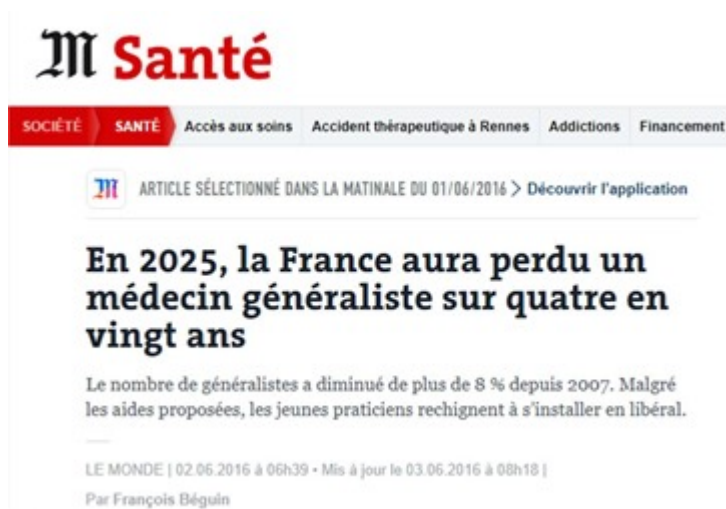 M Santé
SOCIÉTÉ SANTÉ Accès aux soins Accident thérapeutique à Rennes Addictions Financement
M ARTICLE SÉLECTIONNÉ DANS LA MATINALE DU 01/06/2016 > Découvrir l'application
En 2025, la France aura perdu un
médecin généraliste sur quatre en
vingt ans
Le nombre de généralistes a diminué de plus de 8 % depuis 2007. Malgré
les aides proposées, les jeunes praticiens rechignent à s'installer en libéral.
LE MONDE | 02.06.2016 à 06h39 • Mis à jour le 03.06.2016 à 08h18 |
Par François Béguin